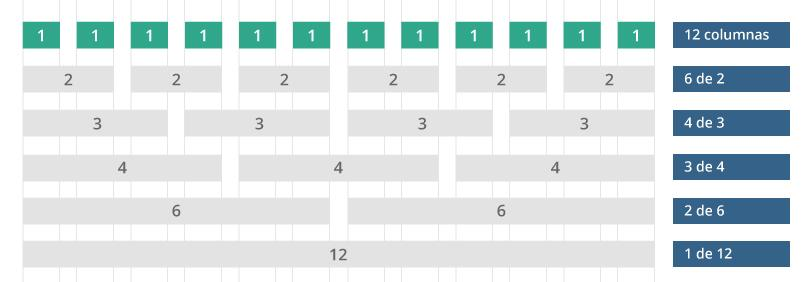 1 1 1 1 1 1 1 1 1 1 1 1 12 columnas
2 2 2 2 2 2 6 de 2
3 3 3 3 4 de 3
4 4 4 3 de 4
6 6 2 de 6
12 1 de 12